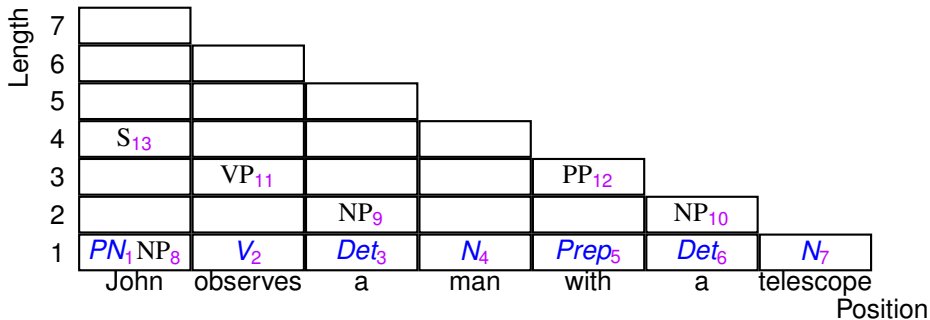 Length
7
6
5
4 S13
3 VP11 PP12
2 NP9 NP10
1 PN1 NP8 V2 Det3 N4 Prep5 Det6 N7
John observes a man with a telescope
Position